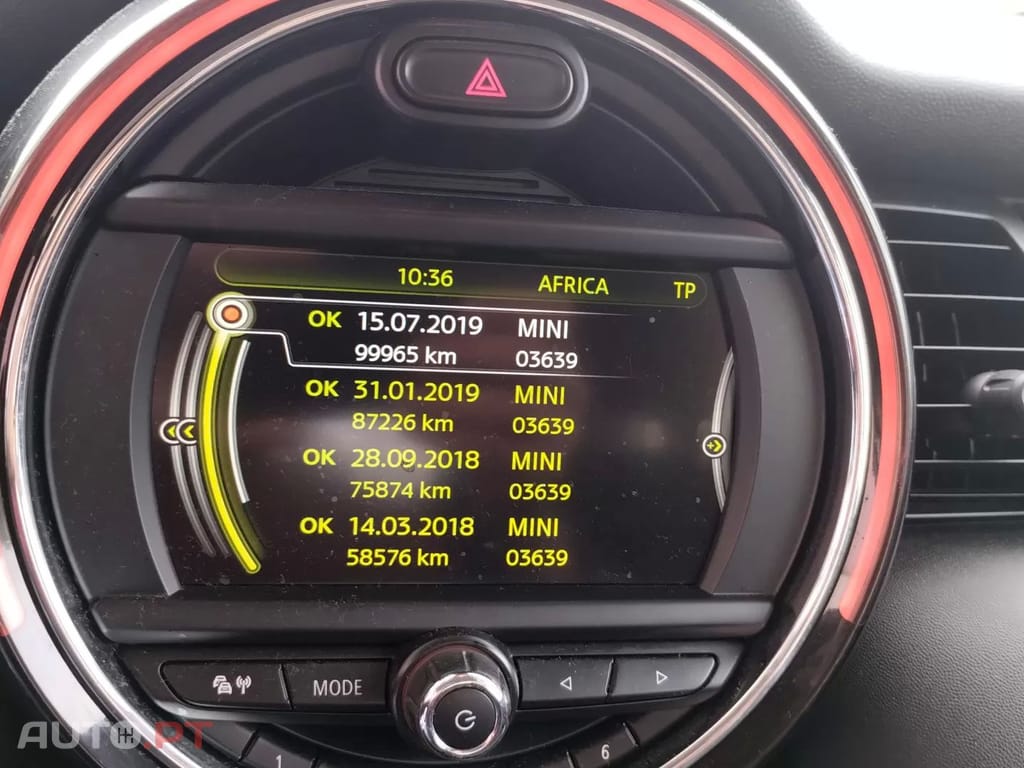 10:36 AFRICA TP
OK 15.07.2019 MINI
99965 km 03639
OK 31.01.2019 MINI
87226 km 03639
OK 28.09.2018 MINI
75874 km 03639
OK 14.03.2018 MINI
58576 km 03639
MODE
1 6
AUTO.PT